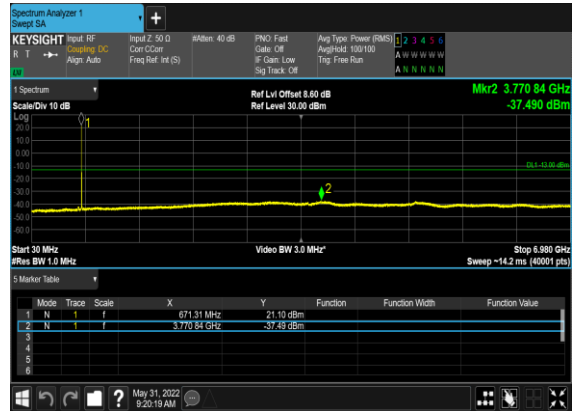 Spectrum Analyzer 1
Swept SA
+
KEYSIGHT Input: RF Input Z: 50 Ω #Atten: 40 dB PNO: Fast Avg Type: Power (RMS) 1 2 3 4 5 6
R T Coupling: DC Corr CCorr Gate: Off Avg|Hold: 100/100 A W W W W W
Align: Auto Freq Ref: Int (S) IF Gain: Low Trig: Free Run
Sig Track: Off A N N N N N
1 Spectrum Ref Lvl Offset 8.60 dB Mkr2 3.770 84 GHz
Scale/Div 10 dB Ref Level 30.00 dBm -37.490 dBm
Log
20.0
1
10.0
0.00
-10.0
DL1 -13.00 dBm
-20.0
-30.0
2
-40.0
-50.0
-60.0
Start 30 MHz Video BW 3.0 MHz* Stop 6.980 GHz
#Res BW 1.0 MHz Sweep ~14.2 ms (40001 pts)
5 Marker Table
Mode Trace Scale X Y Function Function Width Function Value
1 N 1 f 671.31 MHz 21.10 dBm
2 N 1 f 3.770 84 GHz -37.49 dBm
3
4
5
6
? May 31, 2022
9:20:19 AM